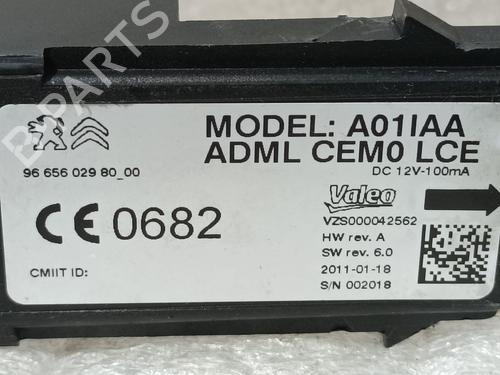 MODEL: A01IAA
ADML CEM0 LCE
DC 12V-100mA
96 656 029 80_00
CE 0682
Valeo
VZS000042562
HW rev. A
SW rev. 6.0
2011-01-18
S/N 002018
CMIIT ID: